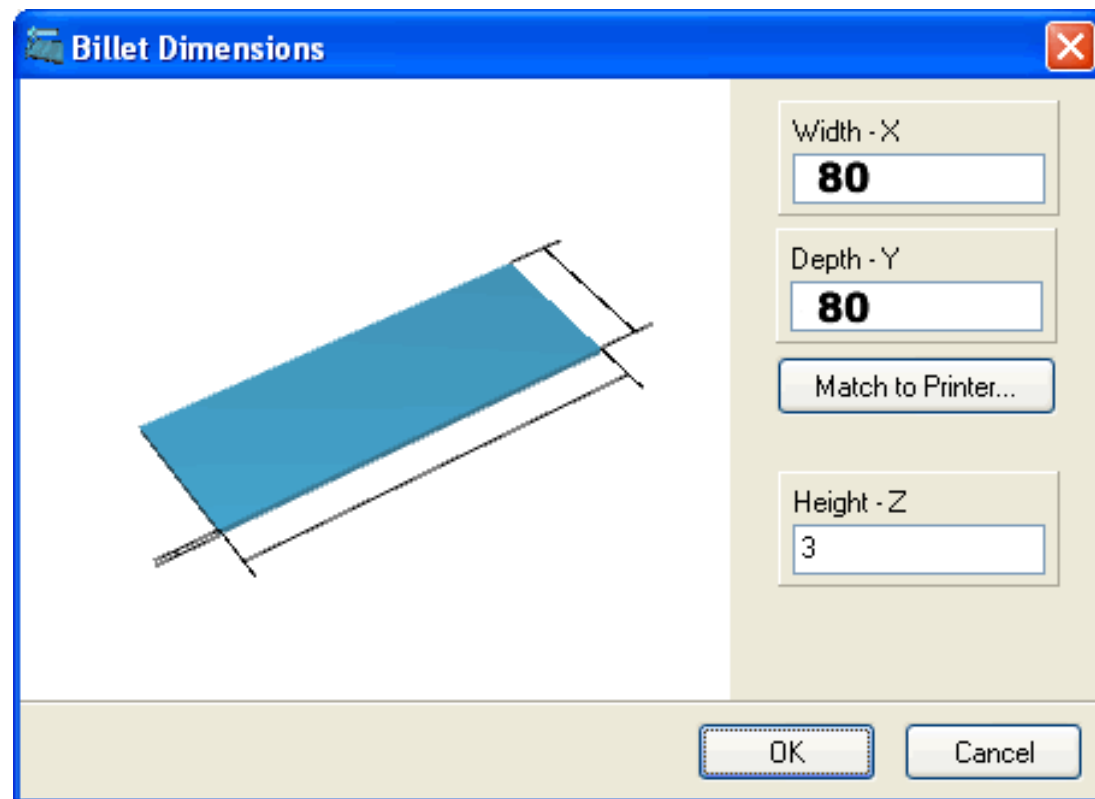 Billet Dimensions
Width - X
80
Depth - Y
80
Match to Printer...
Height - Z
3
OK
Cancel